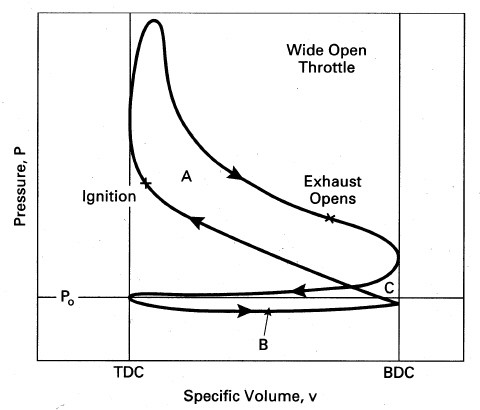 Wide Open
Throttle
Pressure, P
A
Exhaust
Opens
Ignition
C
Po
B
TDC
BDC
Specific Volume, v